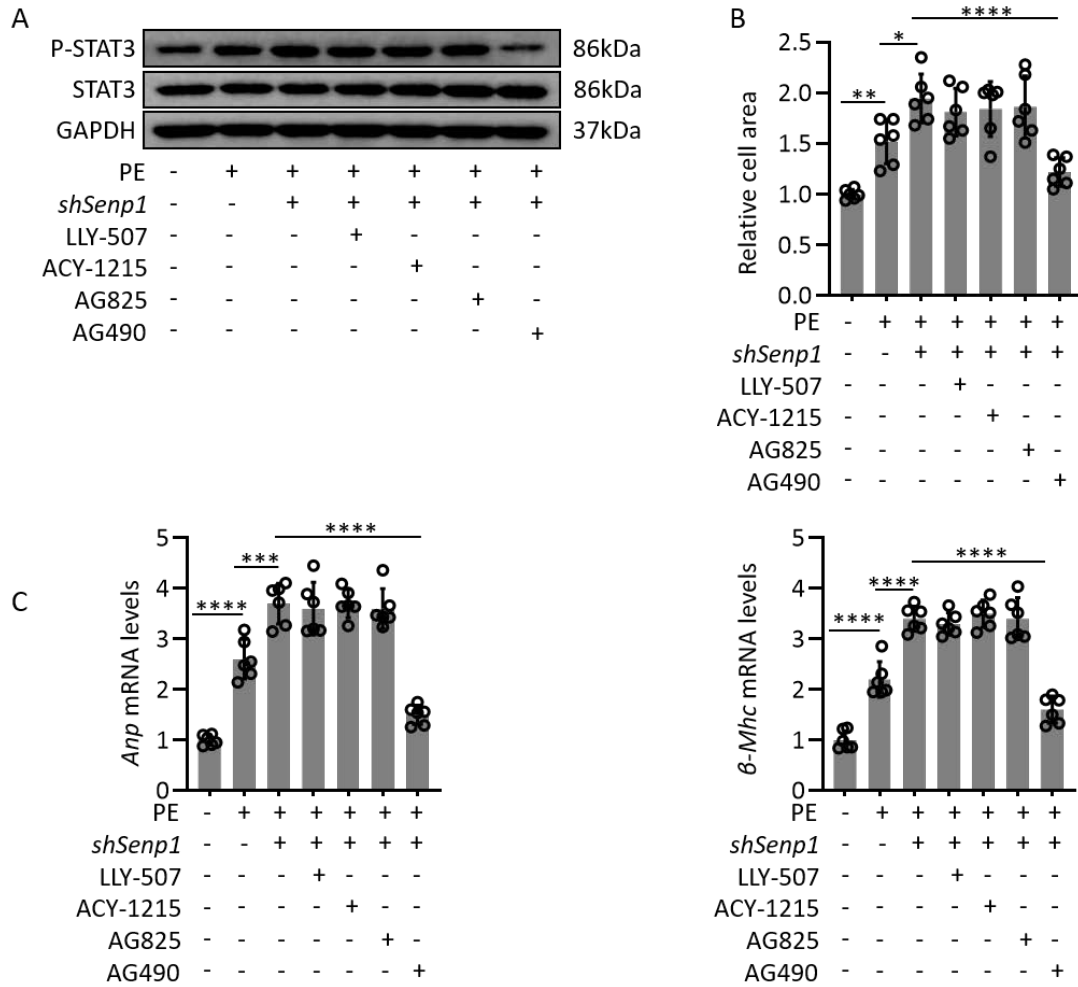 A
P-STAT3 86kDa
STAT3 86kDa
GAPDH 37kDa
PE - + + + + + +
shSenp1 - - + + + + +
LLY-507 - - - + - - -
ACY-1215 - - - - + - -
AG825 - - - - - + -
AG490 - - - - - - +
B
****
*
**
Relative cell area
2.5
2.0
1.5
1.0
0.5
0.0
PE - + + + + + +
shSenp1 - - + + + + +
LLY-507 - - - + - - -
ACY-1215 - - - - + - -
AG825 - - - - - + -
AG490 - - - - - - +
C
****
***
****
Anp mRNA levels
5
4
3
2
1
0
PE - + + + + + +
shSenp1 - - + + + + +
LLY-507 - - - + - - -
ACY-1215 - - - - + - -
AG825 - - - - - + -
AG490 - - - - - - +
****
****
****
β-Mhc mRNA levels
5
4
3
2
1
0
PE - + + + + + +
shSenp1 - - + + + + +
LLY-507 - - - + - - -
ACY-1215 - - - - + - -
AG825 - - - - - + -
AG490 - - - - - - +